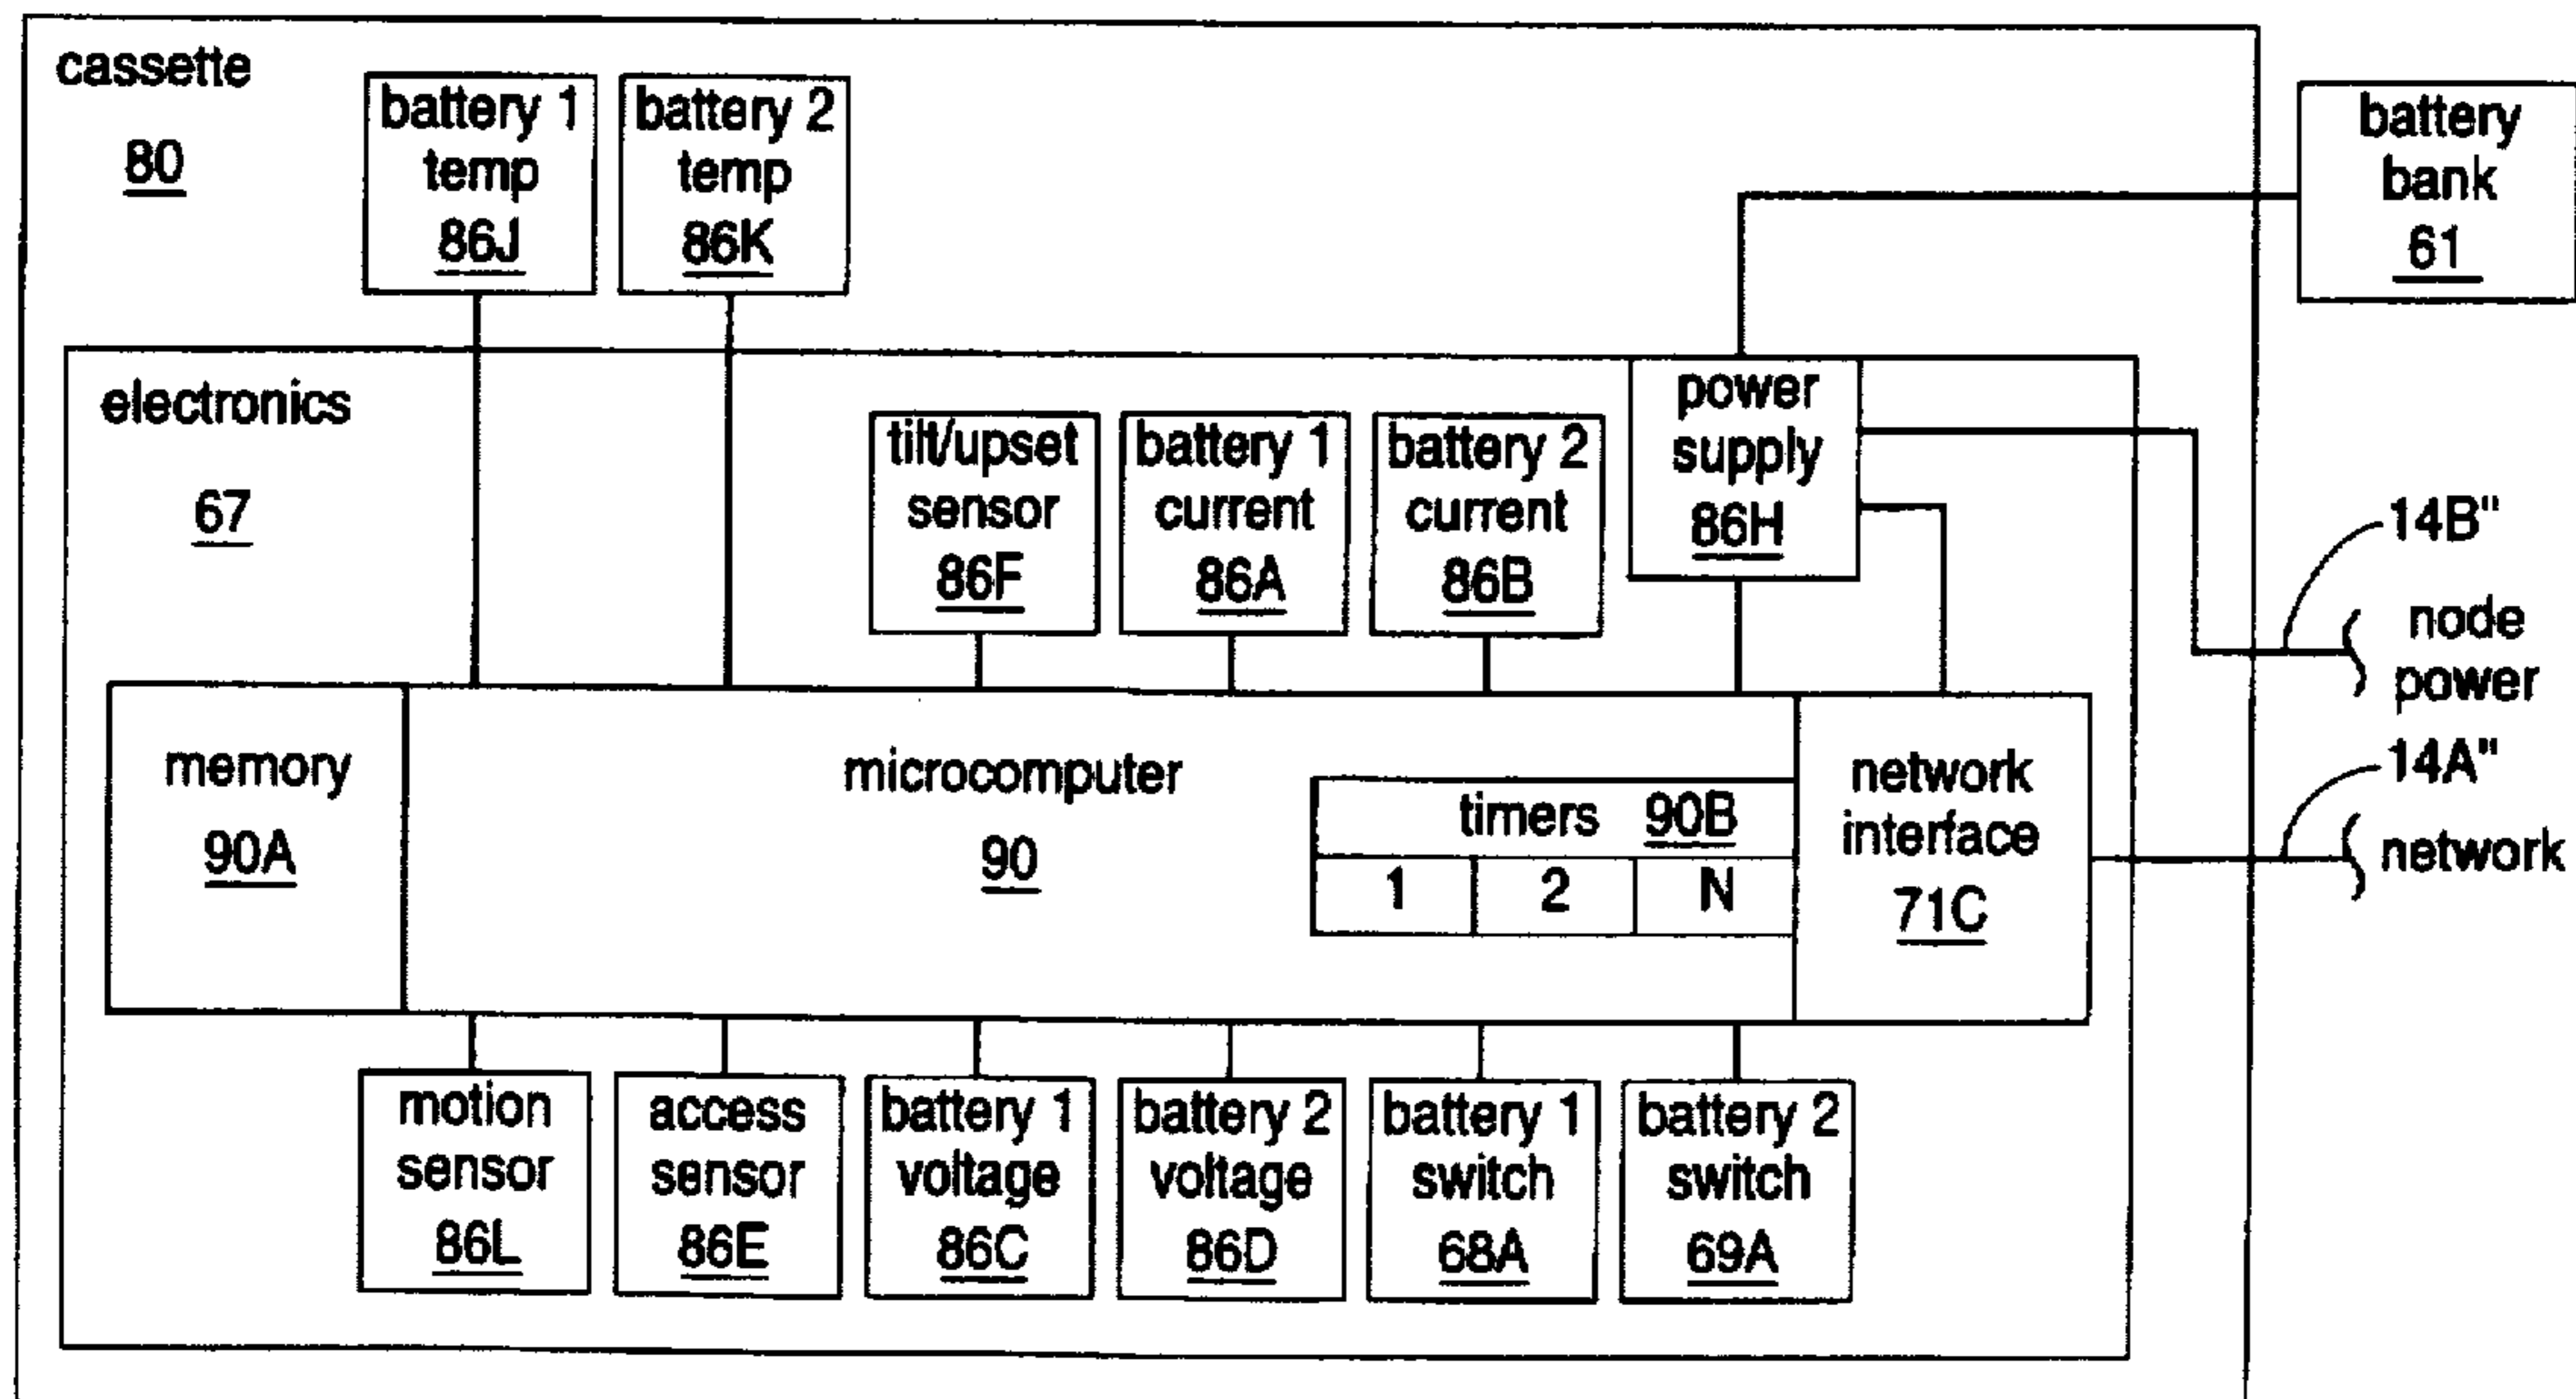 cassette
80
battery 1
temp
86J
battery 2
temp
86K
battery
bank
61
electronics
67
tilt/upset
sensor
86F
battery 1
current
86A
battery 2
current
86B
power
supply
86H
14B"
node
power
memory
90A
microcomputer
90
timers 90B
1 2 N
network
interface
71C
14A"
network
motion
sensor
86L
access
sensor
86E
battery 1
voltage
86C
battery 2
voltage
86D
battery 1
switch
68A
battery 2
switch
69A